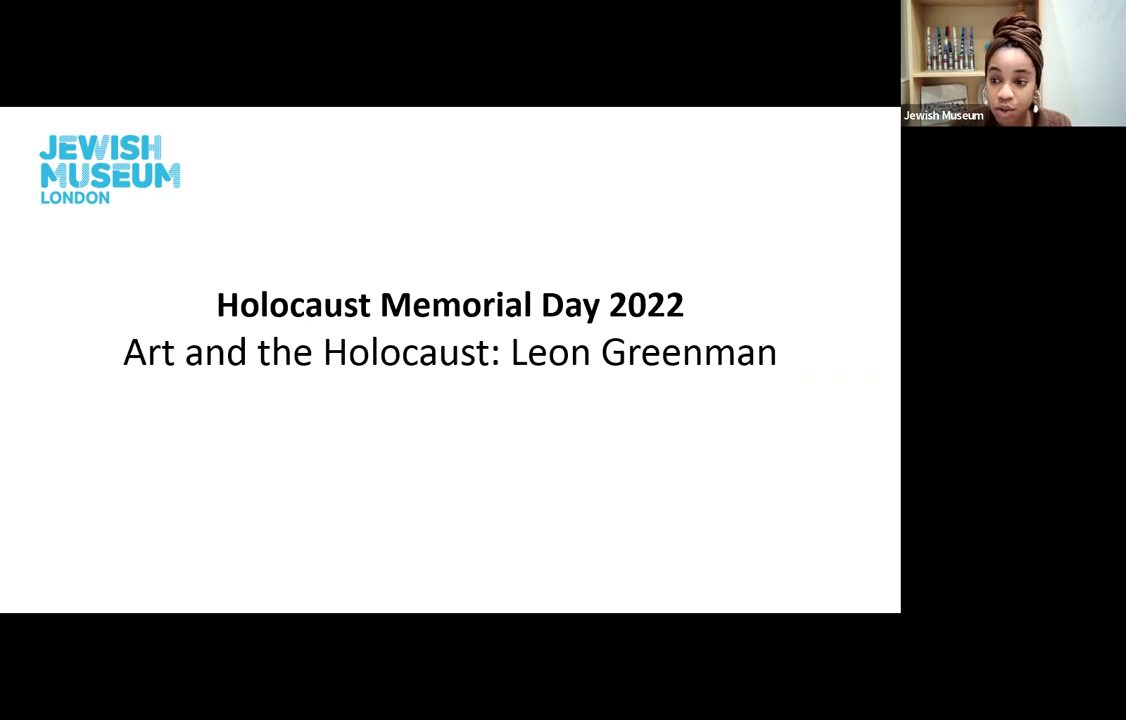 JEWISH
MUSEUM
LONDON
Holocaust Memorial Day 2022
Art and the Holocaust: Leon Greenman
Jewish Museum